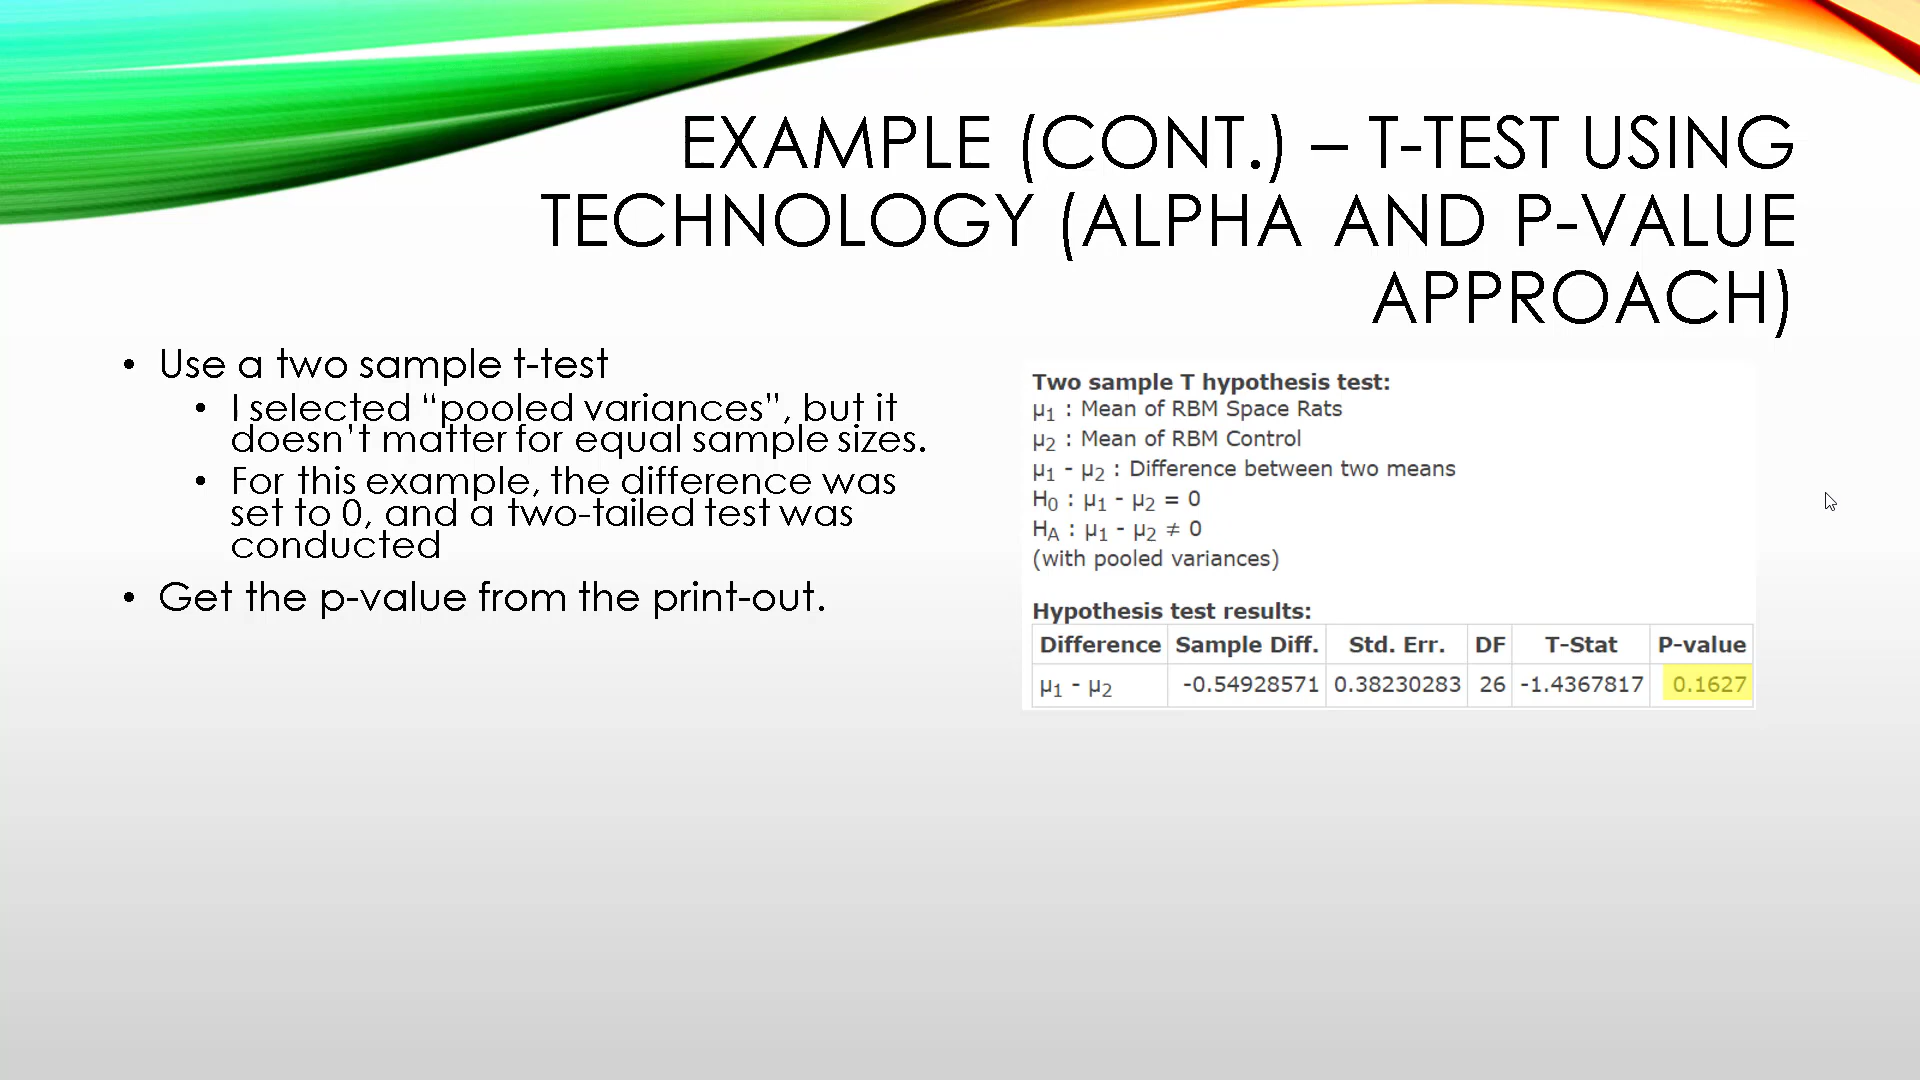 EXAMPLE (CONT.) – T-TEST USING
TECHNOLOGY (ALPHA AND P-VALUE
APPROACH)
• Use a two sample t-test
• I selected “pooled variances”, but it
doesn’t matter for equal sample sizes.
• For this example, the difference was
set to 0, and a two-tailed test was
conducted
• Get the p-value from the print-out.
Two sample T hypothesis test:
μ₁ : Mean of RBM Space Rats
μ₂ : Mean of RBM Control
μ₁ - μ₂ : Difference between two means
H₀ : μ₁ - μ₂ = 0
Hₐ : μ₁ - μ₂ ≠ 0
(with pooled variances)
Hypothesis test results:
Difference Sample Diff. Std. Err. DF T-Stat P-value
μ₁ - μ₂ -0.54928571 0.38230283 26 -1.4367817 0.1627